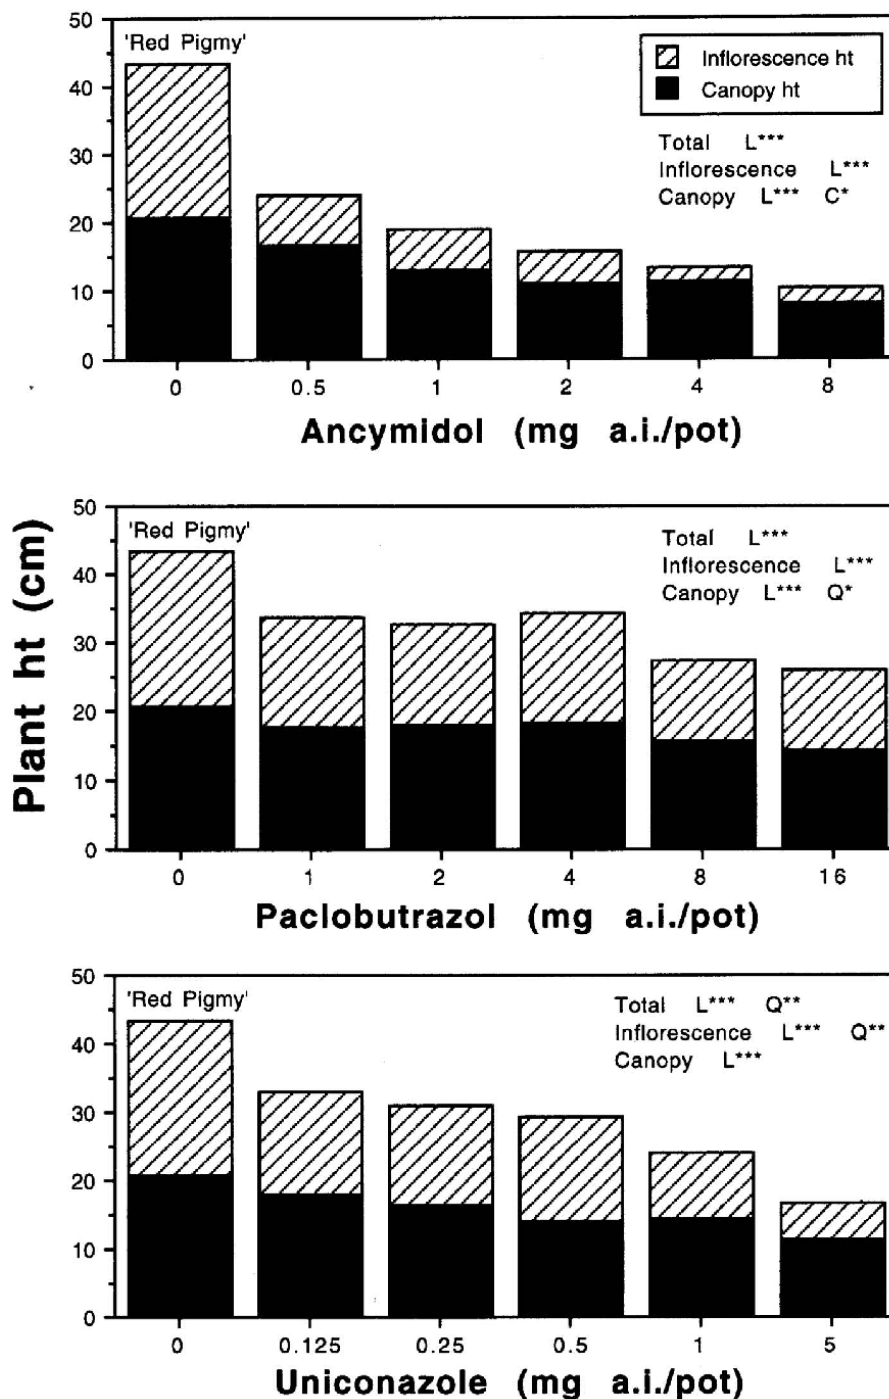 Plant ht (cm)
'Red Pigmy'
Inflorescence ht
Canopy ht
Total L***
Inflorescence L***
Canopy L*** C*
50
40
30
20
10
0
0 0.5 1 2 4 8
Ancymidol (mg a.i./pot)
'Red Pigmy'
Total L***
Inflorescence L***
Canopy L*** Q*
50
40
30
20
10
0
0 1 2 4 8 16
Paclobutrazol (mg a.i./pot)
'Red Pigmy'
Total L*** Q**
Inflorescence L*** Q**
Canopy L***
50
40
30
20
10
0
0 0.125 0.25 0.5 1 5
Uniconazole (mg a.i./pot)